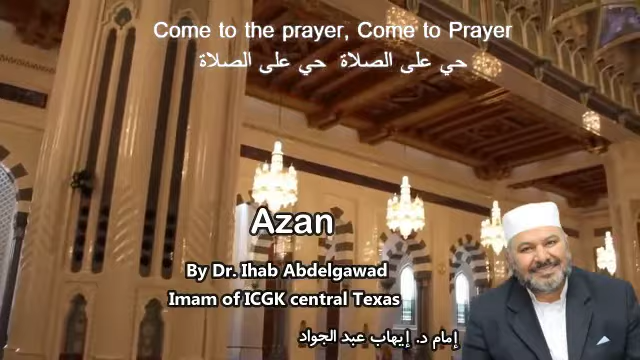 Come to the prayer, Come to Prayer
حي على الصلاة حي على الصلاة
Azan
By Dr. Ihab Abdelgawad
Imam of ICGK central Texas
إمام د. إيهاب عبد الجواد